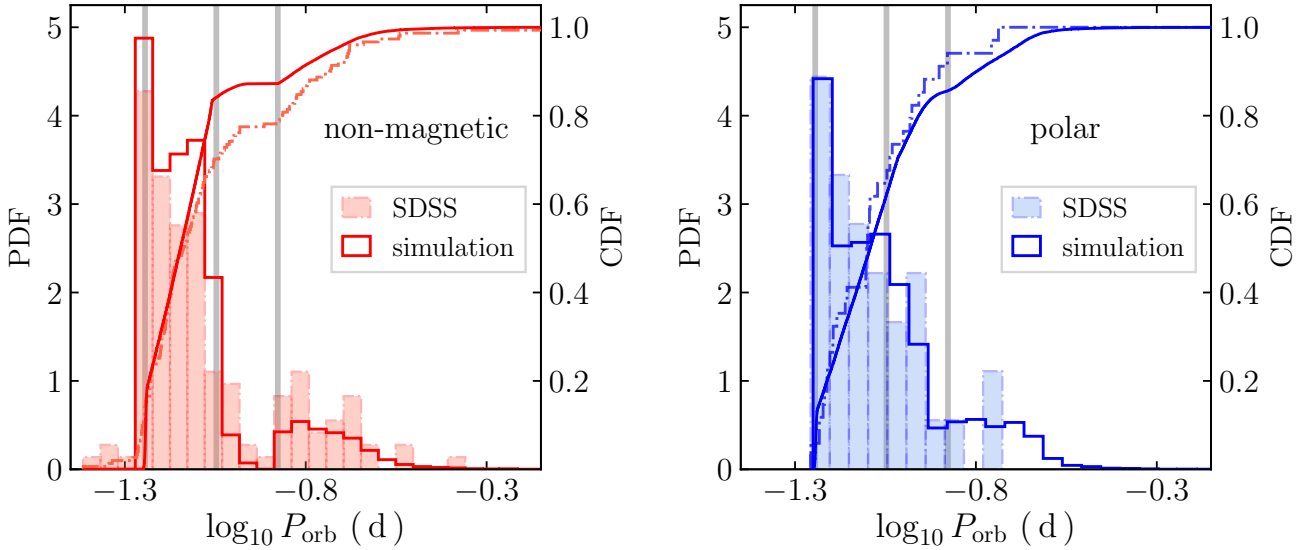 5
4
3
2
1
0
PDF
1.0
0.8
0.6
0.4
0.2
CDF
non-magnetic
SDSS
simulation
−1.3
−0.8
−0.3
log₁₀ P_orb ( d )
5
4
3
2
1
0
PDF
1.0
0.8
0.6
0.4
0.2
CDF
polar
SDSS
simulation
−1.3
−0.8
−0.3
log₁₀ P_orb ( d )